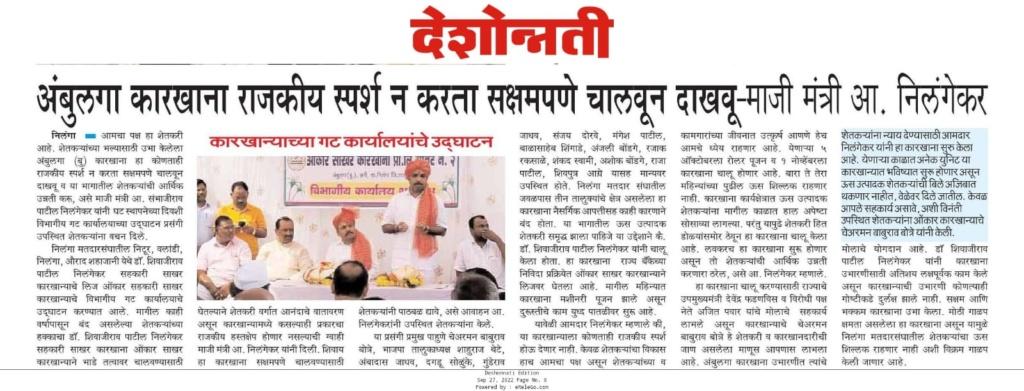 देशोन्नती
अंबुलगा कारखाना राजकीय स्पर्श न करता सक्षमपणे चालवून दाखवू-माजी मंत्री आ. निलंगेकर
निलंगा - आमचा पक्ष हा शेतकरी
आहे. शेतकऱ्यांच्या भल्यासाठी उभा केलेला
अंबुलगा (बु) कारखाना हा कोणताही
राजकीय स्पर्श न करता सक्षमपणे चालवून
दाखवू व या भागातील शेतकऱ्यांची आर्थिक
उन्नती करू, असे माजी मंत्री आ. संभाजीराव
पाटील निलंगेकर यांनी घट स्थापनेच्या दिवशी
विभागीय गट कार्यालयाच्या उद्घाटन प्रसंगी
उपस्थित शेतकऱ्यांना वचन दिले.
निलंगा मतदारसंघातील निटूर, वलांडी,
निलंगा, औराद शहाजानी येथे डॉ. शिवाजीराव
पाटील निलंगेकर सहकारी साखर
कारखान्याचे लिज ओंकार सहकारी साखर
कारखान्याचे विभागीय गट कार्यालयाचे
उद्घाटन करण्यात आले. मागील काही
वर्षापासून बंद असलेल्या शेतकऱ्यांच्या
हक्काचा डॉ. शिवाजीराव पाटील निलंगेकर
सहकारी साखर कारखाना ओंकार साखर
कारखान्याने भाडे तत्वावर चालवण्यास
कारखान्याच्या गट कार्यालयांचे उद्घाटन
ओंकार साखर कारखाना प्रा.लि. युनिट नं. २
विभागीय कार्यालय
घेतल्याने शेतकरी वर्गात आनंदाचे वातावरण
असून कारखान्यामध्ये कसल्याही प्रकारचा
राजकीय हस्तक्षेप होणार नसल्याची ग्वाही
माजी मंत्री आ. निलंगेकर यांनी दिली. शिवाय
हा कारखाना सक्षमपणे चालवण्यासाठी
शेतकऱ्यांनी पाठबळ द्यावे, असे आवाहन आ.
निलंगेकरांनी उपस्थित शेतकऱ्यांना केले.
या प्रसंगी प्रमुख पाहुणे चेअरमन बाबुराव
बोत्रे, भाजपा तालुकाध्यक्ष शाहुराज थेटे,
अंबादास जाधव, दगडू सोळुंके, गुंडेराव
जाधव, संजय दोरवे, मंगेश पाटील,
बाळासाहेब शिंगाडे, अंजली बोंडगे, रजाक
रकसाळे, शंकद स्वामी, अशोक बोंडगे, राजा
पाटील, शिवपुत्र आग्रे यासह मान्यवर
उपस्थित होते. निलंगा मतदार संघातील
जवळपास तीन तालुक्यांचे क्षेत्र असलेला हा
कारखाना नैसर्गिक आपत्तीसह काही कारणाने
बंद होता. या भागातील ऊस उत्पादक
शेतकरी समृद्ध झाला पाहिजे या उद्देशाने कै.
डॉ. शिवाजीराव पाटील निलंगेकर यांनी चालू
केला होता. हा कारखाना राज्य बँकेच्या
निविदा प्रक्रियेत ओंकार साखर कारखान्याने
लिजवर घेतला आहे. मागील महिन्यात
कारखाना मशीनरी पूजन झाले असून
दुरूस्तीचे काम युध्द पातळीवर सुरू आहे.
यावेळी आमदार निलंगेकर म्हणाले की,
या कारखान्याला कोणताही राजकीय स्पर्श
होऊ देणार नाही. केवळ शेतकऱ्यांचा विकास
हाच आमचा पक्ष असून शेतकऱ्यांच्या व
कामगारांच्या जीवनात उत्कृर्ष आणणे हेच
आमचे ध्येय राहणार आहे. येणाऱ्या ५
ऑक्टोबरला रोलर पूजन व १ नोव्हेंबरला
कारखाना चालू होणार आहे. बारा ते तेरा
महिन्यांच्या पुढील ऊस शिल्लक राहणार
नाही. कारखाना कार्यक्षेत्रात ऊस उत्पादक
शेतकऱ्यांना मागील काळात हाल अपेष्टा
सोसाव्या लागल्या. परंतु यापुढे शेतकरी हित
डोळ्यांसमोर ठेवून हा कारखाना चालू केला
आहे. लवकरच हा कारखाना सुरू होणार
असून तो शेतकऱ्यांची आर्थिक उन्नती
करणारा ठरेल, असे आ. निलंगेकर म्हणाले.
हा कारखाना चालू करण्यासाठी राज्याचे
उपमुख्यमंत्री देवेंद्र फडणविस व विरोधी पक्ष
नेते अजित पवार यांचे मोलाचे सहकार्य
लाभले असून कारखान्याचे चेअरमन
बाबुराव बोत्रे हे शेतकरी व कारखानदारीची
जाण असलेला माणूस आपणास लाभला
आहे. अंबुलगा कारखाना उभारणीत त्यांचे
शेतकऱ्यांना न्याय देण्यासाठी आमदार
निलंगेकर यांनी हा कारखाना सुरू केला
आहे. येणाऱ्या काळात अनेक युनिट या
कारखान्यात भविष्यात सुरू होणार असून
ऊस उत्पादक शेतकऱ्यांची बिले अजिबात
थकणार नाहीत, वेळेवर दिले जातील. केवळ
आपले सहकार्य असावे, अशी विनंती
उपस्थित शेतकऱ्यांना ओंकार कारखान्याचे
चेअरमन बाबुराव बोत्रे यांनी केली.
मोलाचे योगदान आहे. डॉ शिवाजीराव
पाटील निलंगेकर यांनी कारखाना
उभारणीसाठी अतिशय लक्षपूर्वक काम केले
असून कारखान्याची उभारणी कोणत्याही
गोष्टीकडे दुर्लक्ष झाले नाही. सक्षम आणि
भक्कम कारखाना उभा केला. मोठी गाळप
क्षमता असलेला हा कारखाना असून यामुळे
निलंगा मतदारसंघातील शेतकऱ्यांचा ऊस
शिल्लक राहणार नाही अशी विक्रम गाळप
केली जाणार आहे.
Deshonnati Edition
Sep 27, 2022 Page No. 8
Powered by : eReleGo.com